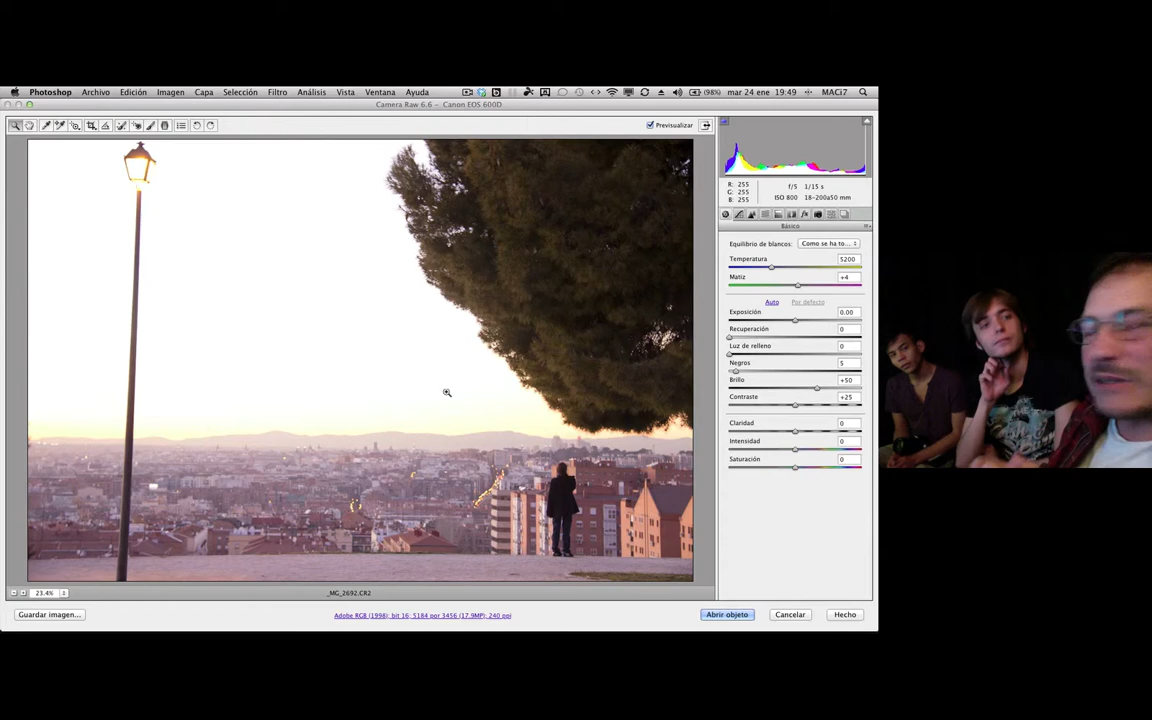 Photoshop Archivo Edición Imagen Capa Selección Filtro Análisis Vista Ventana Ayuda (98%) mar 24 ene 19:49 MACi7
Camera Raw 6.6 – Canon EOS 600D
Previsualizar
R: 255
G: 255
B: 255
f/5 1/15 s
ISO 800 18-200a50 mm
Básico
Equilibrio de blancos: Como se ha to...
Temperatura 5200
Matiz +4
Auto Por defecto
Exposición 0.00
Recuperación 0
Luz de relleno 0
Negros 5
Brillo +50
Contraste +25
Claridad 0
Intensidad 0
Saturación 0
23.4% _MG_2692.CR2
Guardar imagen... Adobe RGB (1998); bit 16; 5184 por 3456 (17.9MP); 240 ppi Abrir objeto Cancelar Hecho